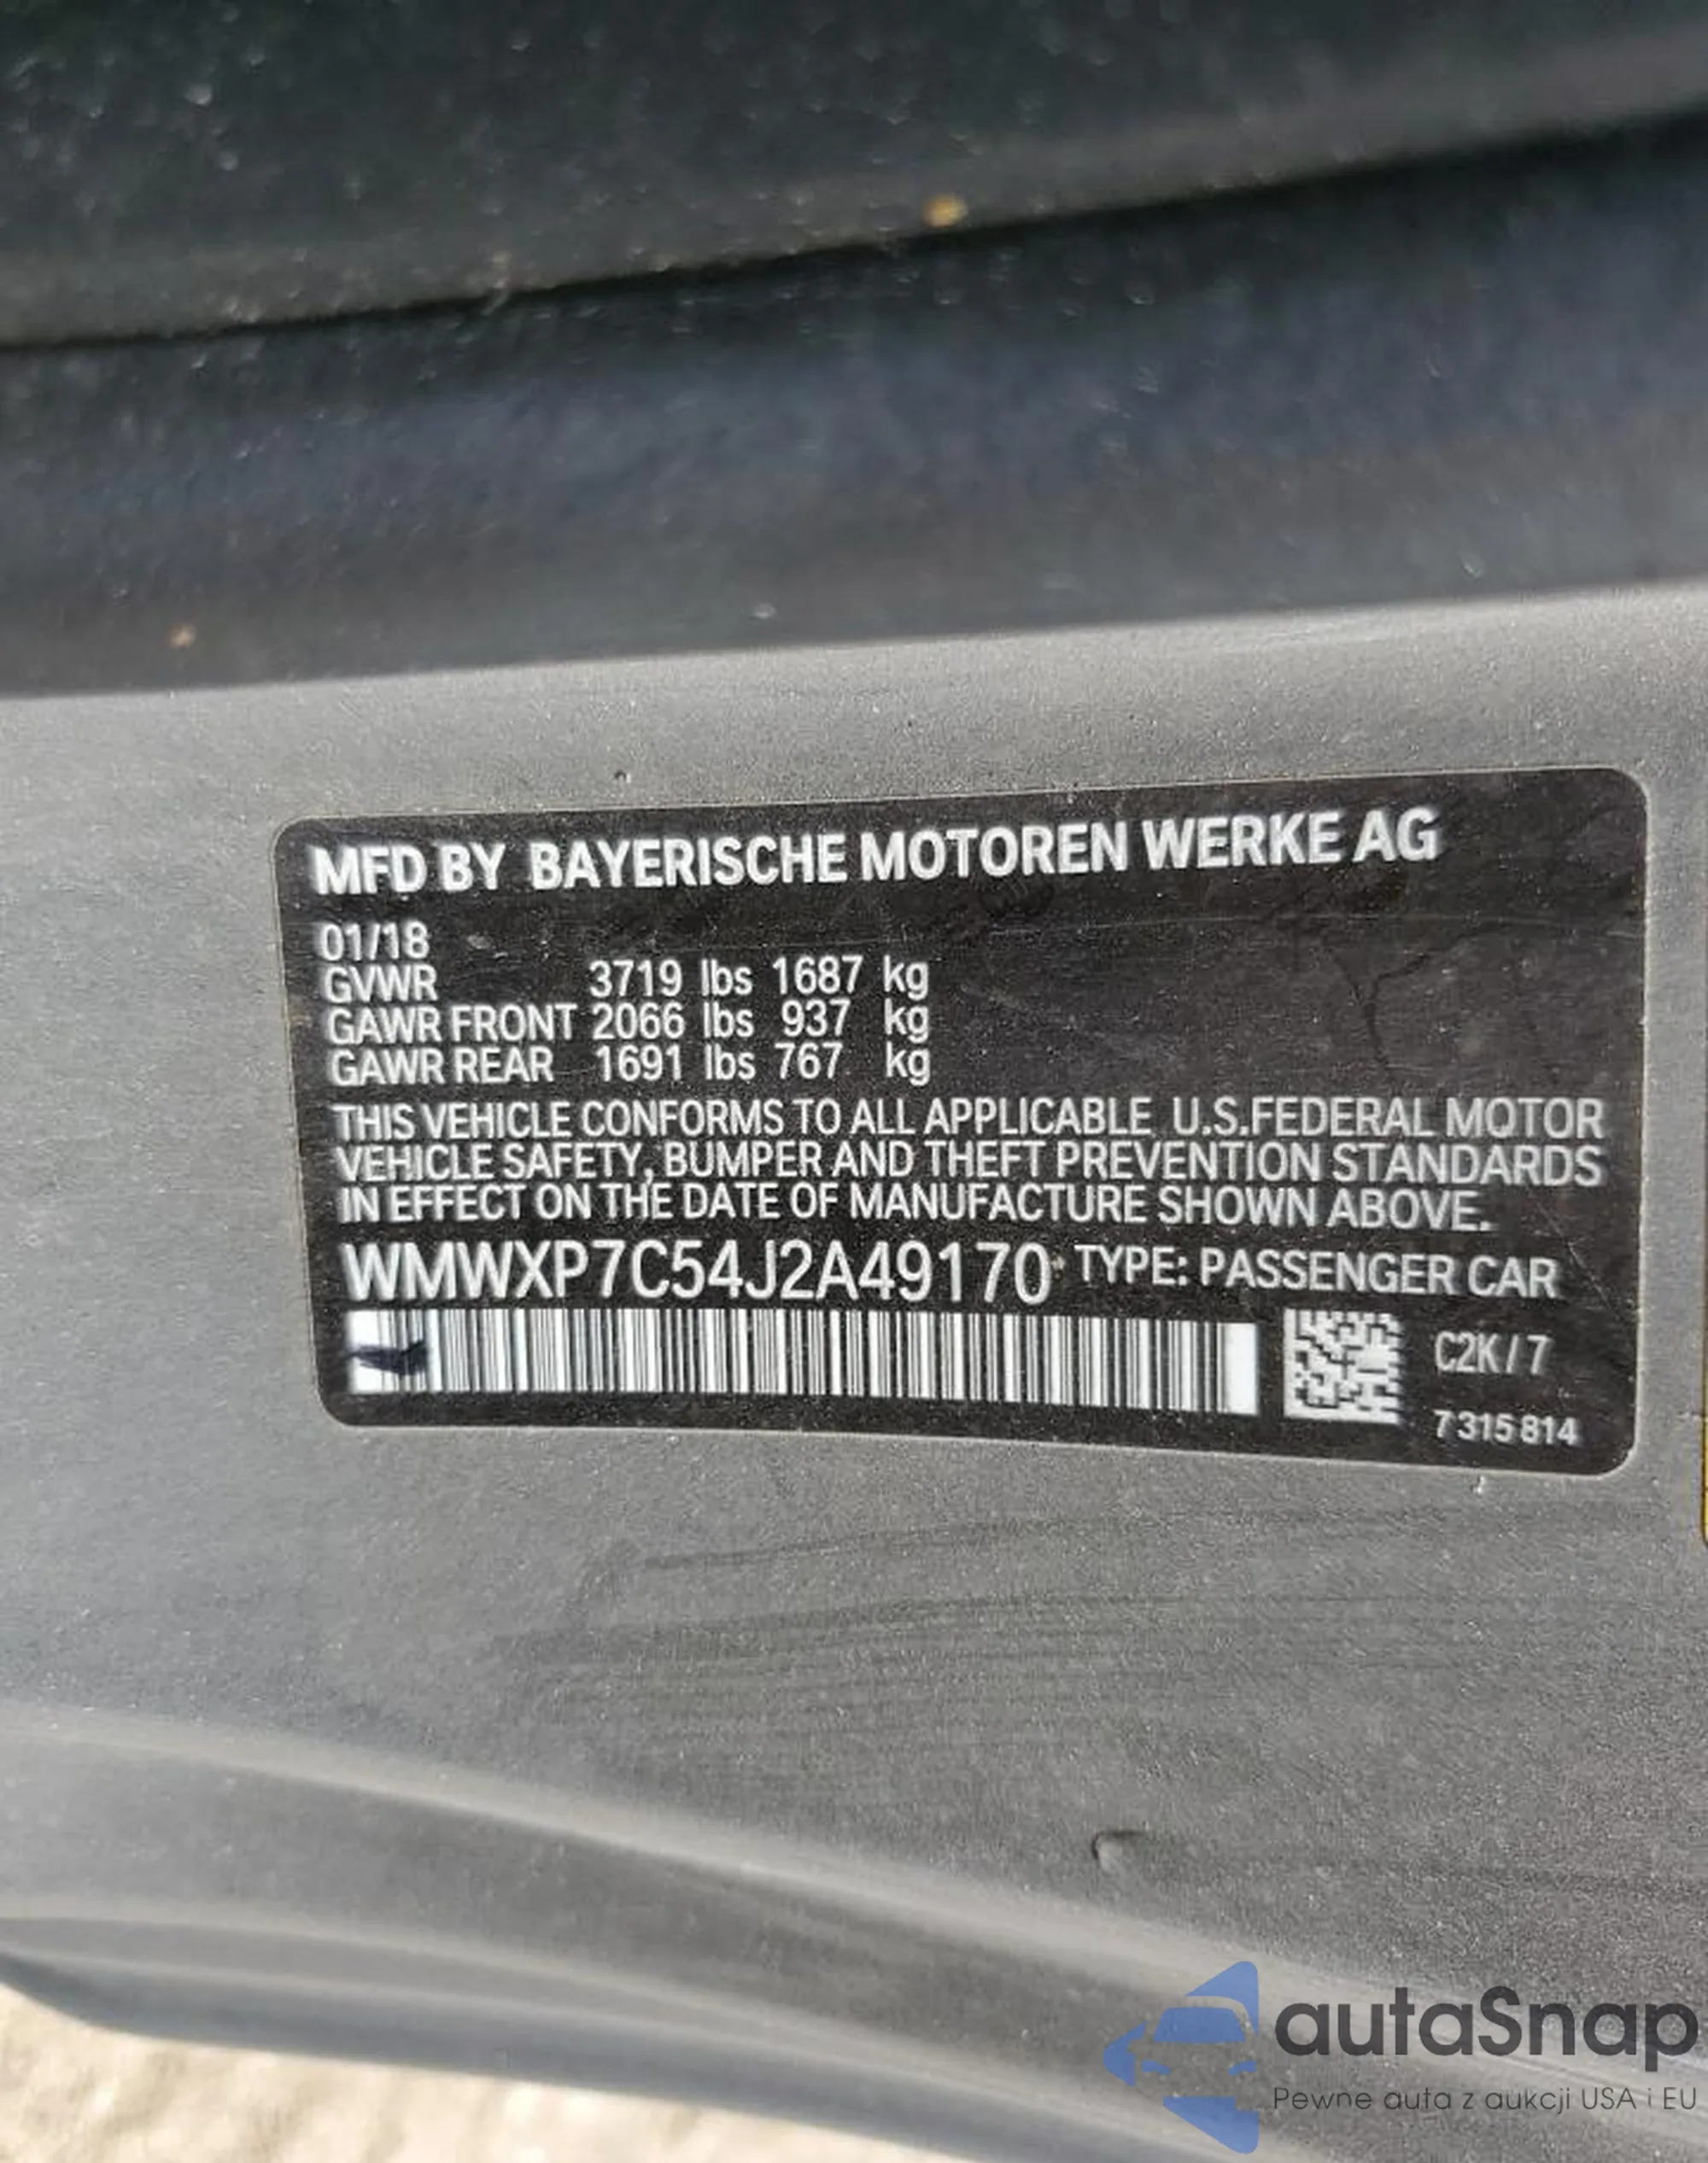 MFD BY BAYERISCHE MOTOREN WERKE AG
01/18
GVWR 3719 lbs 1687 kg
GAWR FRONT 2066 lbs 937 kg
GAWR REAR 1691 lbs 767 kg
THIS VEHICLE CONFORMS TO ALL APPLICABLE U.S.FEDERAL MOTOR
VEHICLE SAFETY, BUMPER AND THEFT PREVENTION STANDARDS
IN EFFECT ON THE DATE OF MANUFACTURE SHOWN ABOVE.
WMWXP7C54J2A49170 TYPE: PASSENGER CAR
C2K/7
7 315 814
autaSnap
Pewne auta z aukcji USA i EU